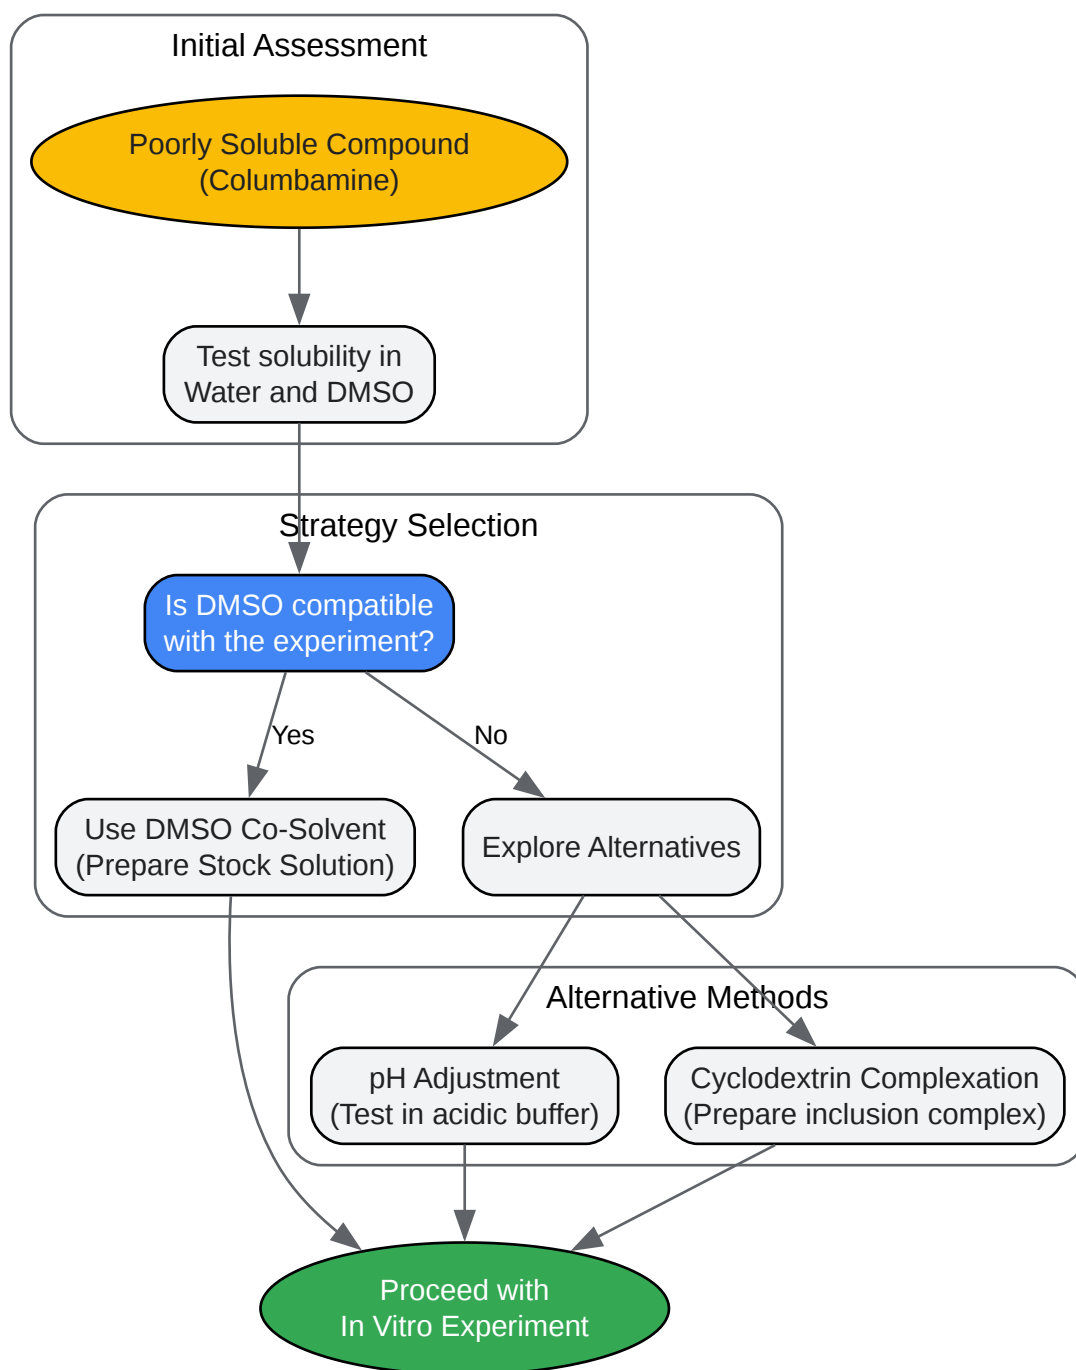 Initial Assessment
Poorly Soluble Compound
(Columbamine)
Test solubility in
Water and DMSO
Strategy Selection
Is DMSO compatible
with the experiment?
Yes
No
Use DMSO Co-Solvent
(Prepare Stock Solution)
Explore Alternatives
Alternative Methods
pH Adjustment
(Test in acidic buffer)
Cyclodextrin Complexation
(Prepare inclusion complex)
Proceed with
In Vitro Experiment